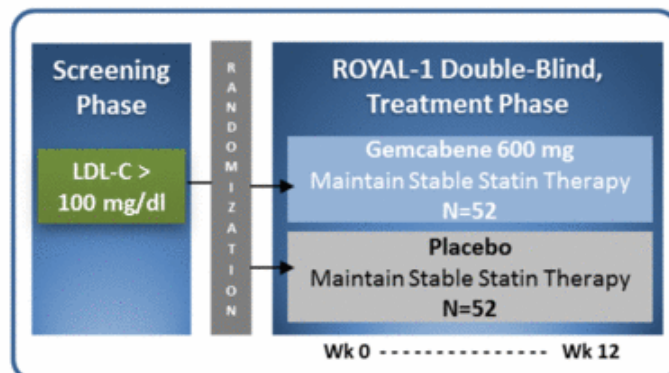 Screening
Phase
LDL-C >
100 mg/dl
RANDOMIZATION
ROYAL-1 Double-Blind,
Treatment Phase
Gemcabene 600 mg
Maintain Stable Statin Therapy
N=52
Placebo
Maintain Stable Statin Therapy
N=52
Wk 0 - - - - - - - - - - - - - - Wk 12